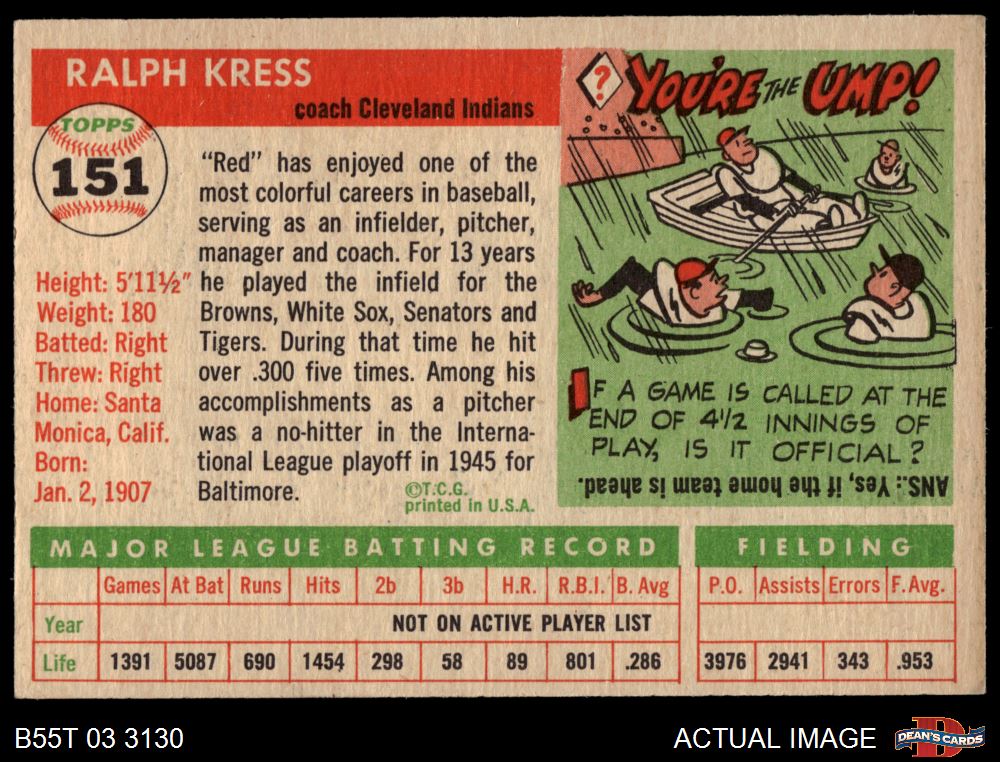 RALPH KRESS
coach Cleveland Indians
TOPPS
151
Height: 5'11½"
Weight: 180
Batted: Right
Threw: Right
Home: Santa
Monica, Calif.
Born:
Jan. 2, 1907
“Red” has enjoyed one of the
most colorful careers in baseball,
serving as an infielder, pitcher,
manager and coach. For 13 years
he played the infield for the
Browns, White Sox, Senators and
Tigers. During that time he hit
over .300 five times. Among his
accomplishments as a pitcher
was a no-hitter in the Interna-
tional League playoff in 1945 for
Baltimore.
©T.C.G.
printed in U.S.A.
? YOU'RE THE UMP!
IF A GAME IS CALLED AT THE
END OF 4½ INNINGS OF
PLAY, IS IT OFFICIAL?
ANS.: Yes, if the home team is ahead.
MAJOR LEAGUE BATTING RECORD
Games At Bat Runs Hits 2b 3b H.R. R.B.I. B. Avg
Year NOT ON ACTIVE PLAYER LIST
Life 1391 5087 690 1454 298 58 89 801 .286
FIELDING
P.O. Assists Errors F. Avg.
3976 2941 343 .953
B55T 03 3130
ACTUAL IMAGE
DEAN'S CARDS